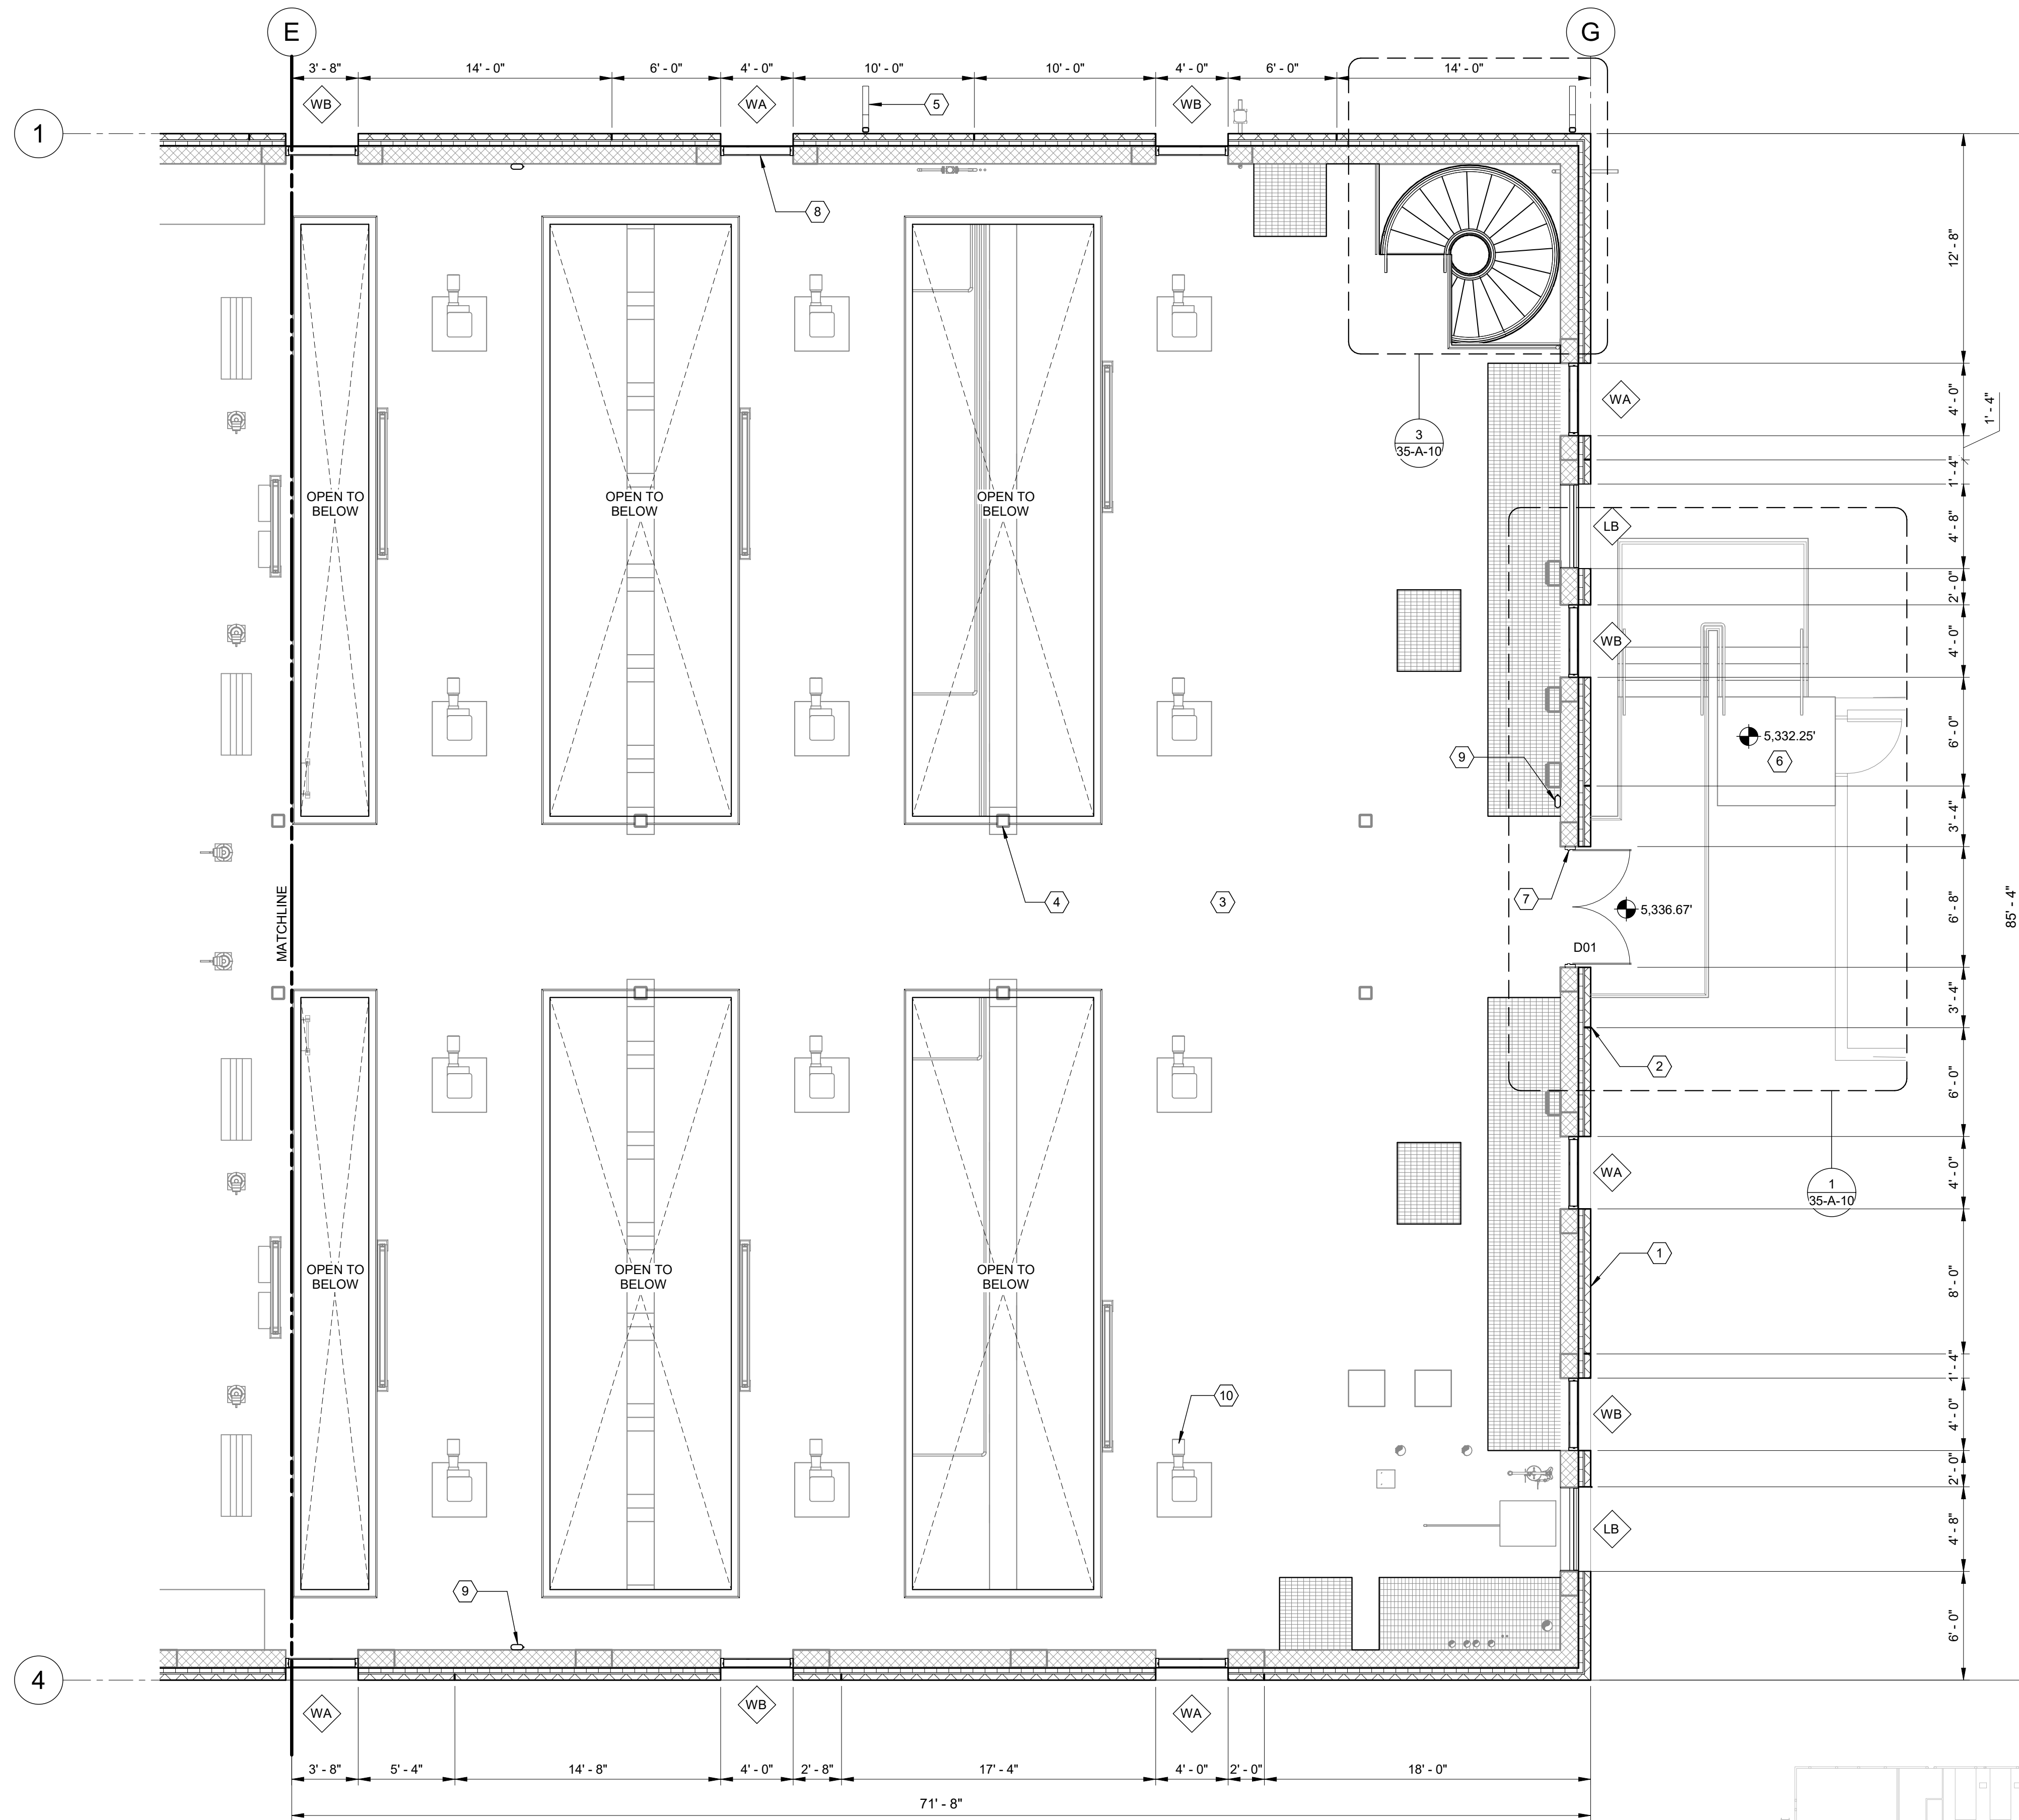 E
G
3' - 8"
14' - 0"
6' - 0"
4' - 0"
10' - 0"
10' - 0"
4' - 0"
6' - 0"
14' - 0"
WB
WA
5
WB
1
8
12' - 8"
WA
4' - 0"
1' - 4"
3
35-A-10
1' - 4"
OPEN TO
BELOW
OPEN TO
BELOW
OPEN TO
BELOW
LB
4' - 8"
2' - 0"
WB
4' - 0"
5,332.25'
6
9
6' - 0"
3' - 4"
MATCHLINE
4
3
7
5,336.67'
D01
6' - 8"
85' - 4"
3' - 4"
2
6' - 0"
WA
4' - 0"
1
35-A-10
1
OPEN TO
BELOW
OPEN TO
BELOW
OPEN TO
BELOW
8' - 0"
1' - 4"
10
WB
4' - 0"
2' - 0"
LB
4' - 8"
9
6' - 0"
4
WA
WB
WA
3' - 8"
5' - 4"
14' - 8"
4' - 0"
2' - 8"
17' - 4"
4' - 0"
2' - 0"
18' - 0"
71' - 8"